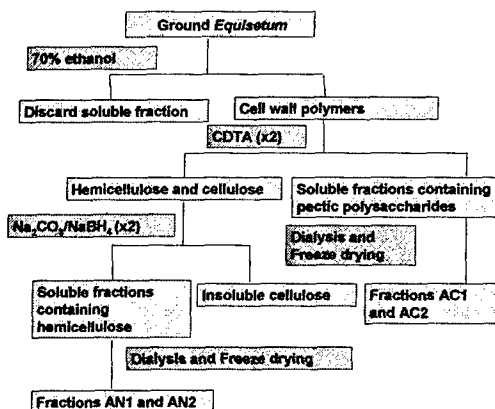 Ground Equisetum
70% ethanol
Discard soluble fraction
Cell wall polymers
CDTA (x2)
Hemicellulose and cellulose
Soluble fractions containing
pectic polysaccharides
Na₂CO₃/NaBH₄ (x2)
Dialysis and
Freeze drying
Soluble fractions
containing
hemicellulose
Insoluble cellulose
Fractions AC1
and AC2
Dialysis and Freeze drying
Fractions AN1 and AN2